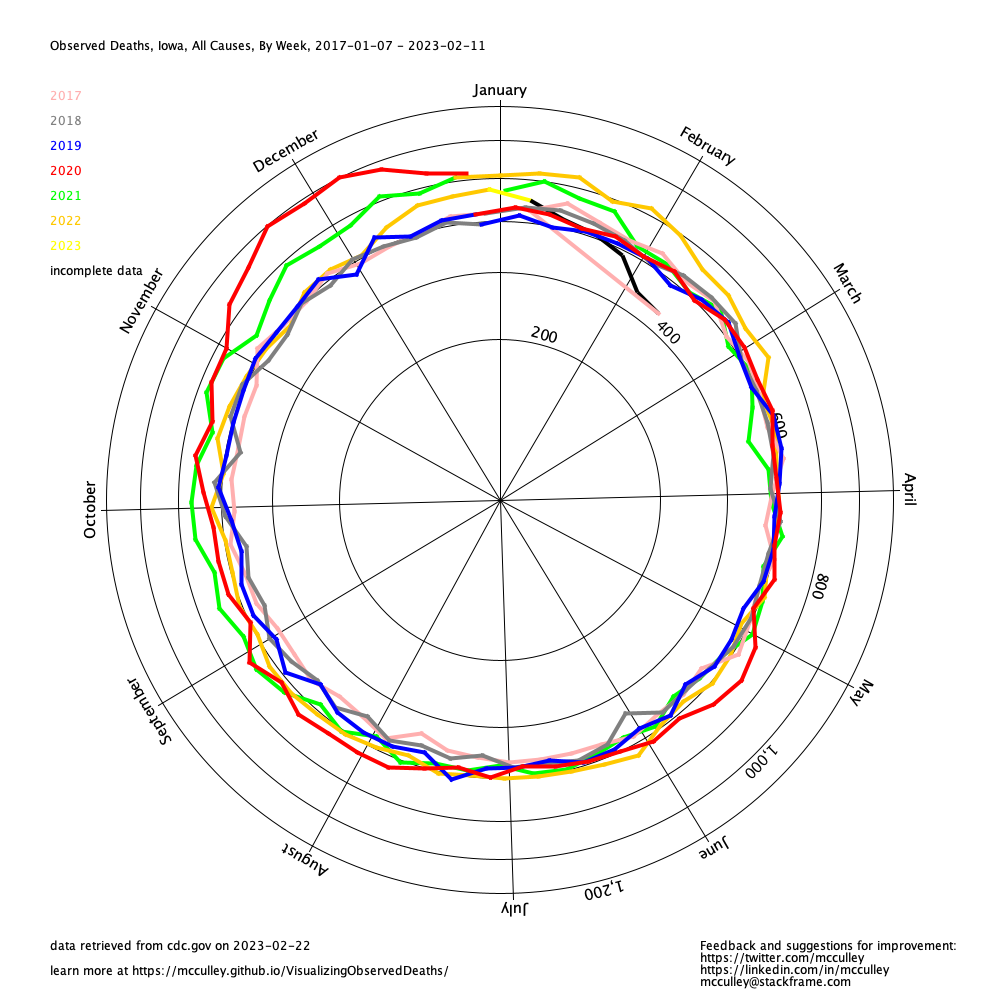 Observed Deaths, Iowa, All Causes, By Week, 2017-01-07 - 2023-02-11
January
2017
2018
February
December
2019
2020
2021
2022
2023
incomplete data
March
November
200
400
600
April
October
800
May
September
1,000
June
August
1,200
July
data retrieved from cdc.gov on 2023-02-22
learn more at https://mcculley.github.io/VisualizingObservedDeaths/
Feedback and suggestions for improvement:
https://twitter.com/mcculley
https://linkedin.com/in/mcculley
mcculley@stackframe.com